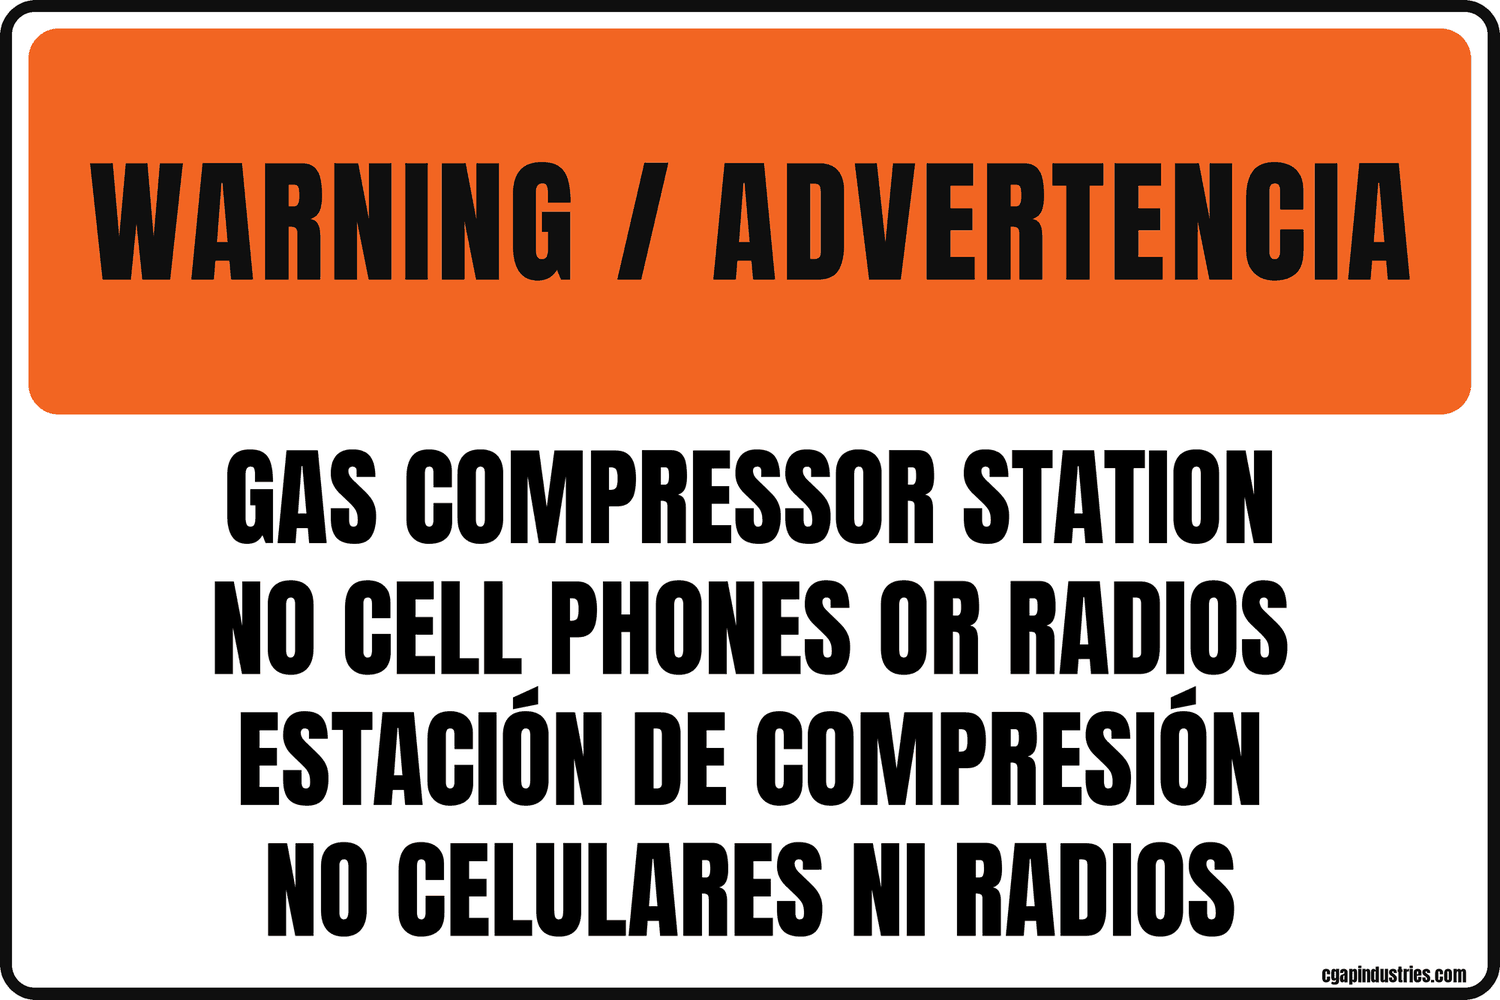 WARNING / ADVERTENCIA
GAS COMPRESSOR STATION
NO CELL PHONES OR RADIOS
ESTACIÓN DE COMPRESIÓN
NO CELULARES NI RADIOS
cgapindustries.com